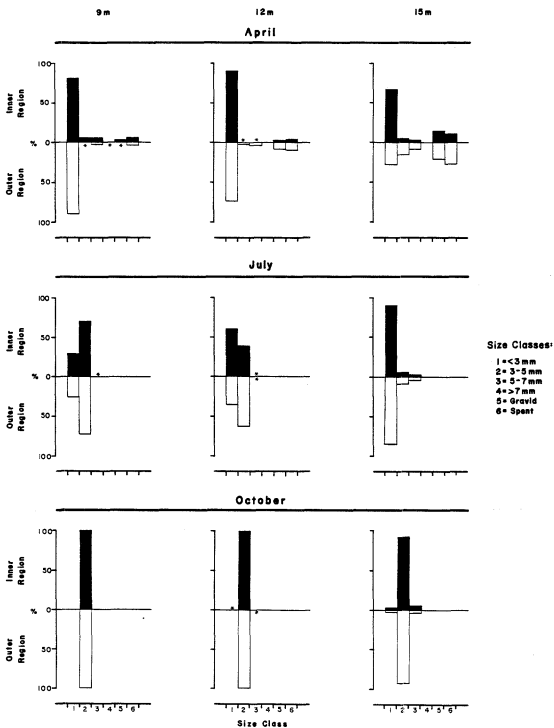 9m 12m 15m
April
100
50
% 0
50
100
Inner Region
Outer Region
July
100
50
% 0
50
100
Inner Region
Outer Region
Size Classes:
1=<3mm
2=3-5mm
3=5-7mm
4=>7mm
5=Gravid
6=Spent
October
100
50
% 0
50
100
Inner Region
Outer Region
1 2 3 4 5 6 1 2 3 4 5 6 1 2 3 4 5 6
Size Class